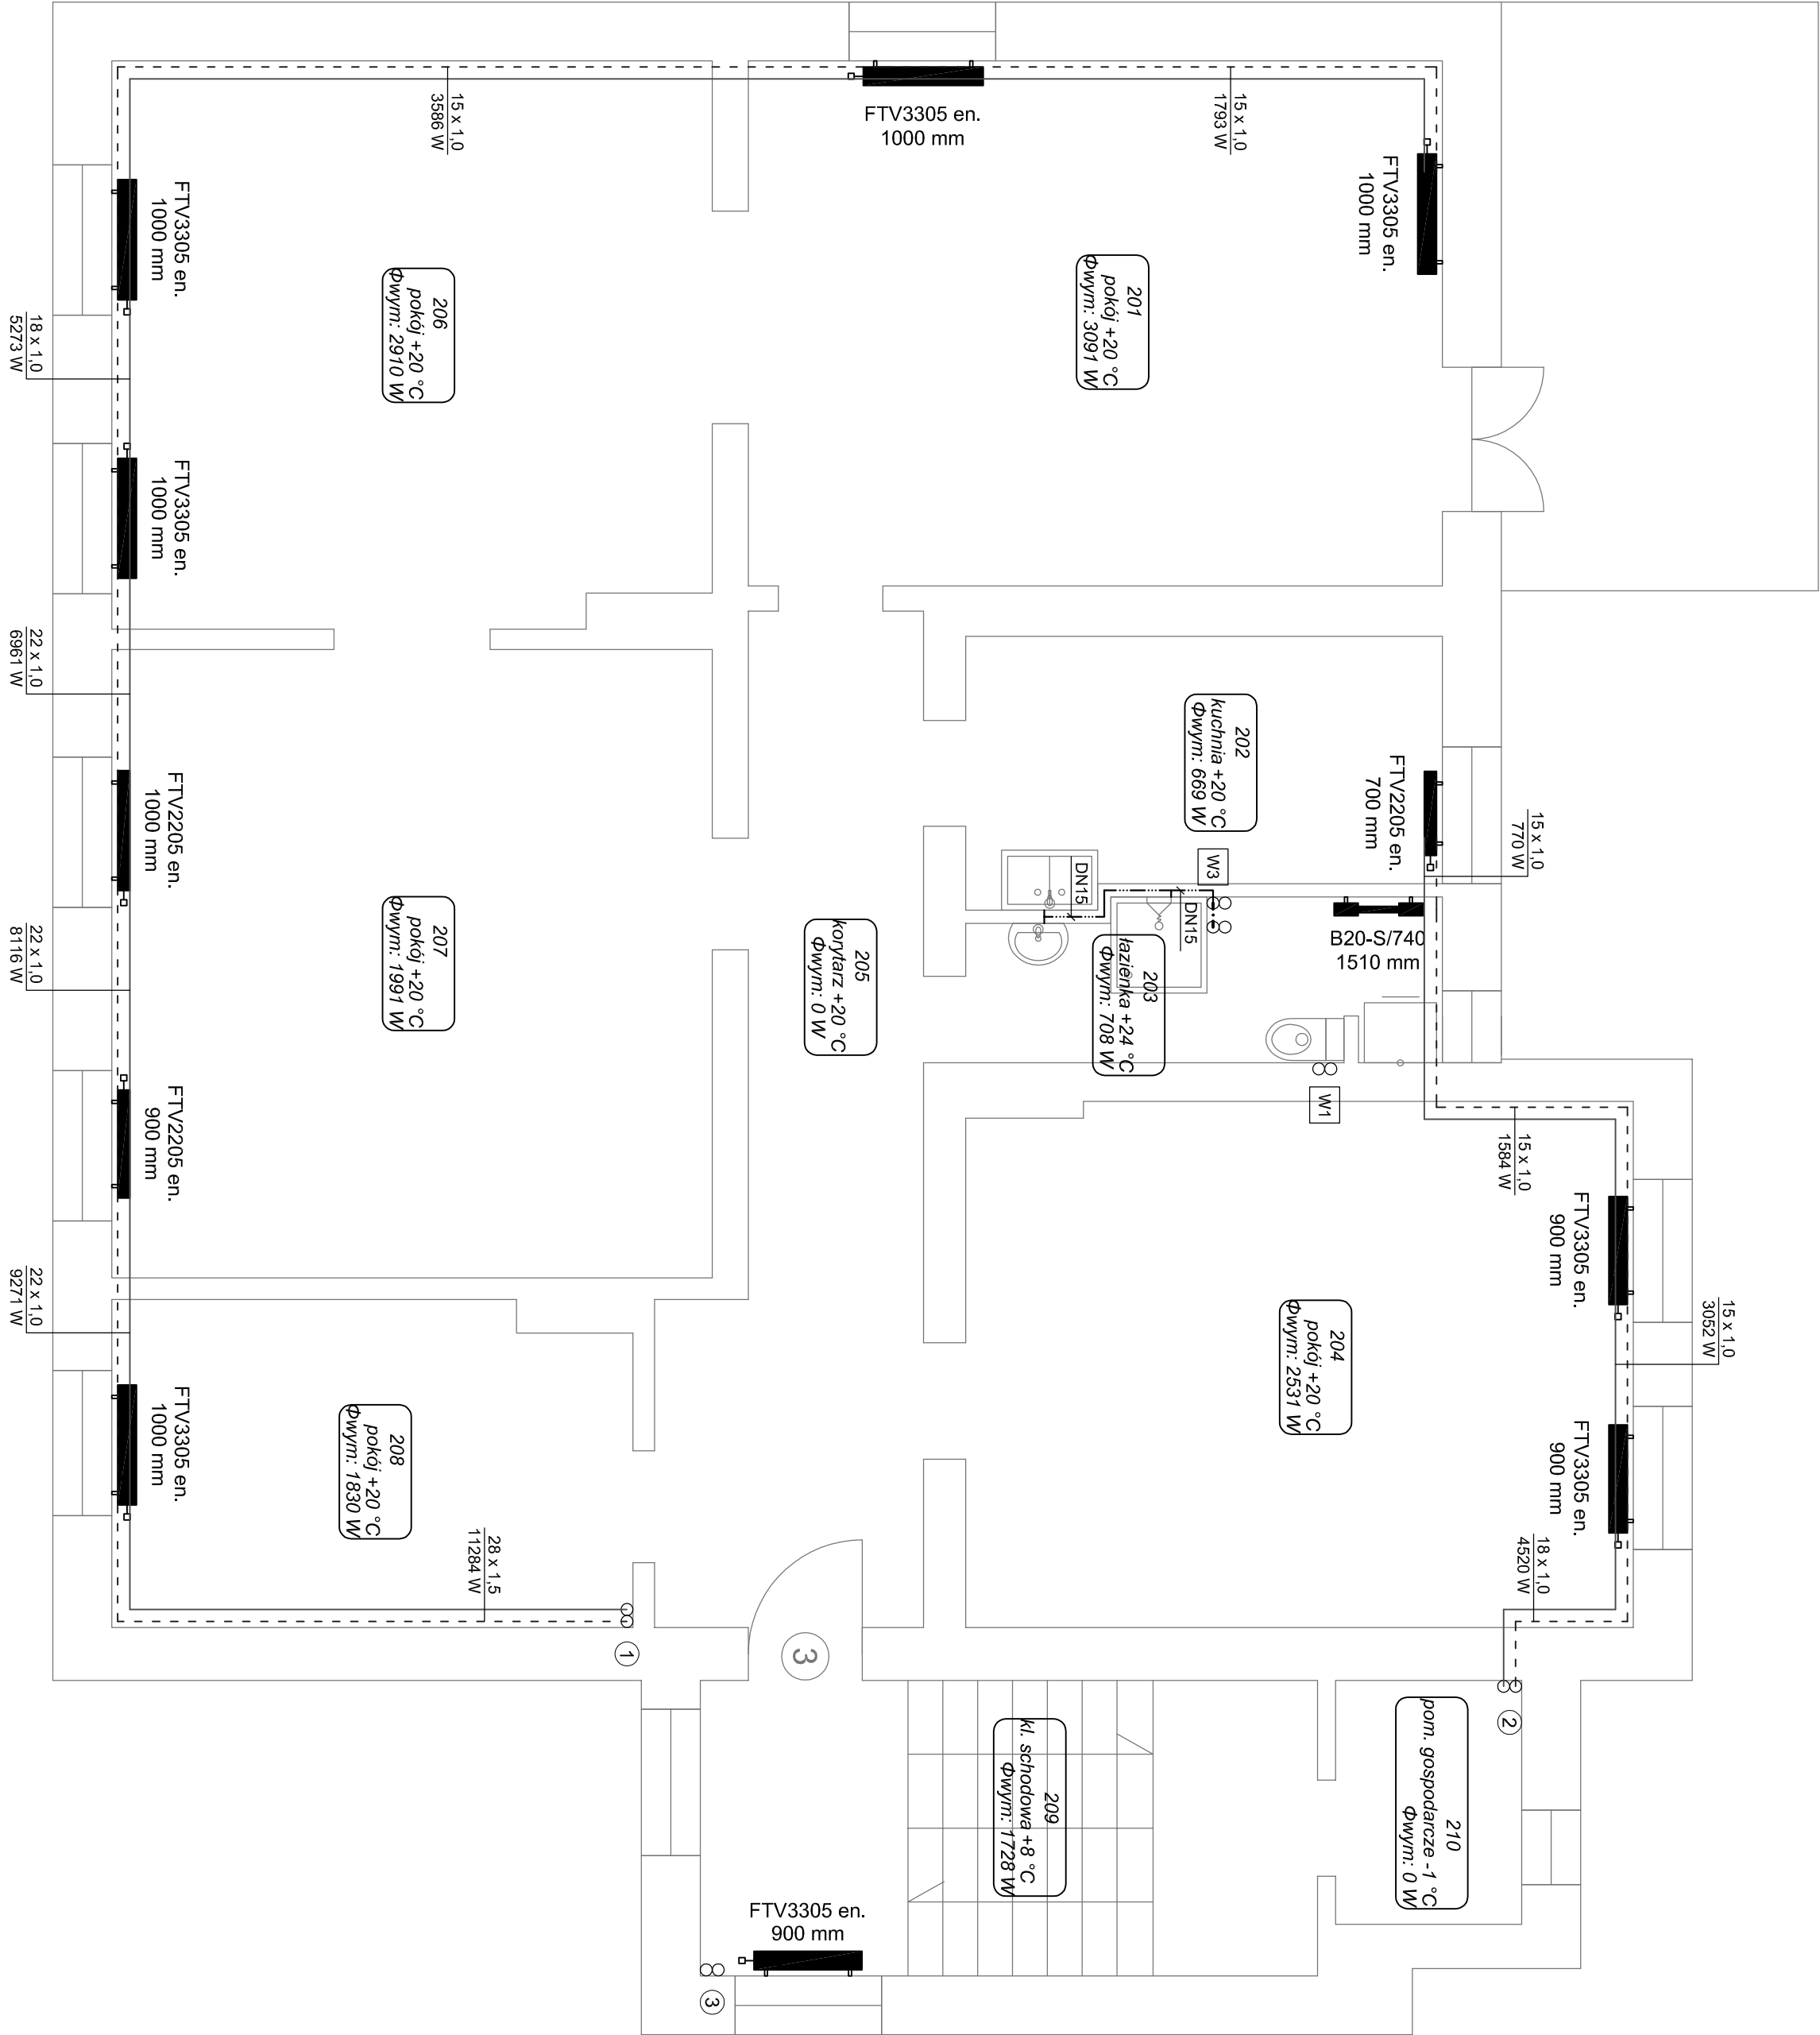 FTV3305 en.
1000 mm
15 x 1,0
3586 W
15 x 1,0
1793 W
FTV3305 en.
1000 mm
FTV3305 en.
1000 mm
206
pokój +20 °C
Φwym: 2910 W
201
pokój +20 °C
Φwym: 3091 W
18 x 1,0
5273 W
FTV3305 en.
1000 mm
22 x 1,0
6961 W
202
kuchnia +20 °C
Φwym: 669 W
FTV2205 en.
700 mm
15 x 1,0
770 W
FTV2205 en.
1000 mm
DN15
W3
DN15
B20-S/740
1510 mm
22 x 1,0
8116 W
207
pokój +20 °C
Φwym: 1991 W
205
korytarz +20 °C
Φwym: 0 W
203
łazienka +24 °C
Φwym: 708 W
W1
FTV2205 en.
900 mm
15 x 1,0
1584 W
FTV3305 en.
900 mm
22 x 1,0
9271 W
204
pokój +20 °C
Φwym: 2531 W
15 x 1,0
3052 W
FTV3305 en.
1000 mm
208
pokój +20 °C
Φwym: 1830 W
FTV3305 en.
900 mm
28 x 1,5
11284 W
18 x 1,0
4520 W
1
3
2
209
kl. schodowa +8 °C
Φwym: 1728 W
210
pom. gospodarcze -1 °C
Φwym: 0 W
FTV3305 en.
900 mm
3